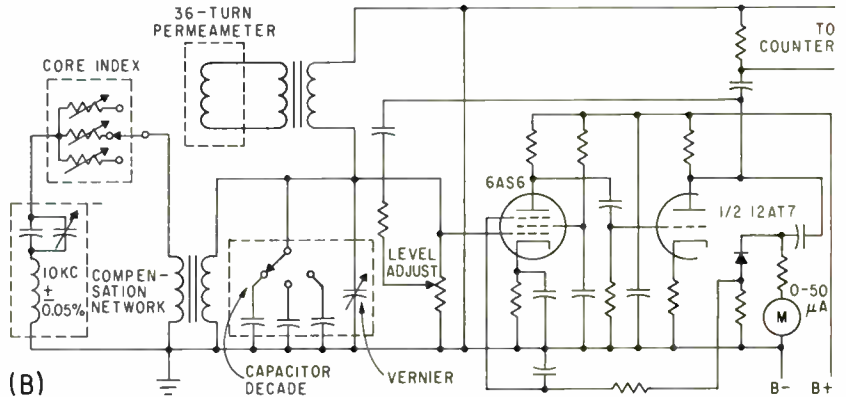 36-TURN
PERMEAMETER
TO
COUNTER
CORE INDEX
6AS6
1/2 12AT7
LEVEL
ADJUST
10KC
±
0.05%
COMPEN-
SATION
NETWORK
0-50
μA
M
CAPACITOR
DECADE
VERNIER
B- B+
(B)